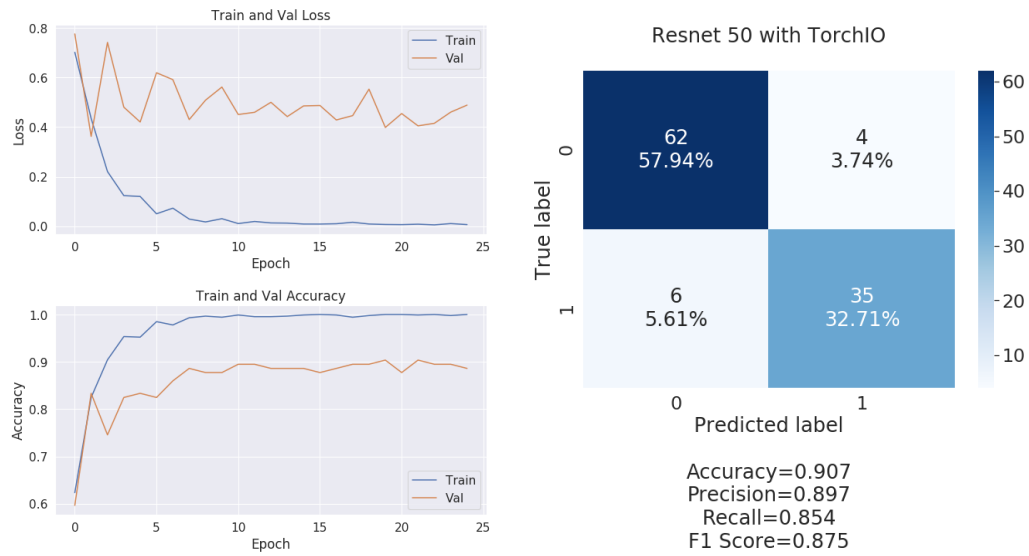 Train and Val Loss
0.8
0.6
0.4
0.2
0.0
Loss
Train
Val
0 5 10 15 20 25
Epoch
Train and Val Accuracy
1.0
0.9
0.8
0.7
0.6
Accuracy
Train
Val
0 5 10 15 20 25
Epoch
Resnet 50 with TorchIO
True label
0
1
62
57.94%
4
3.74%
6
5.61%
35
32.71%
0 1
Predicted label
60
50
40
30
20
10
Accuracy=0.907
Precision=0.897
Recall=0.854
F1 Score=0.875